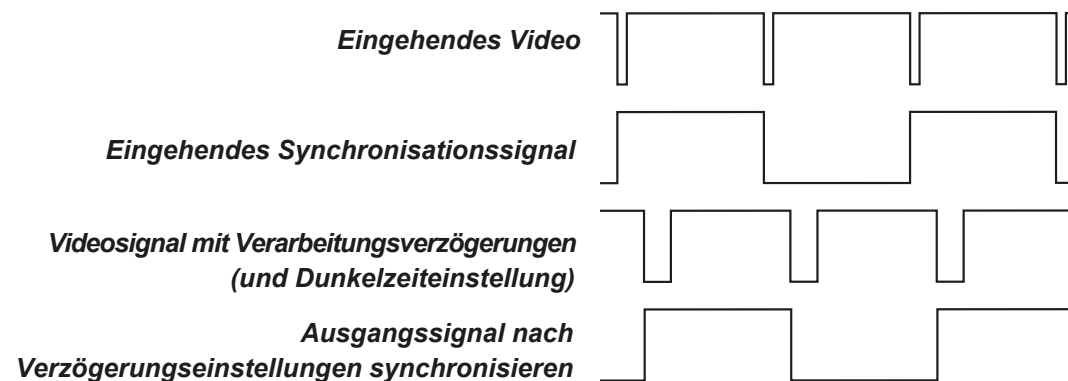 Eingehendes Video
Eingehendes Synchronisationssignal
Videosignal mit Verarbeitungsverzögerungen
(und Dunkelzeiteinstellung)
Ausgangssignal nach
Verzögerungseinstellungen synchronisieren